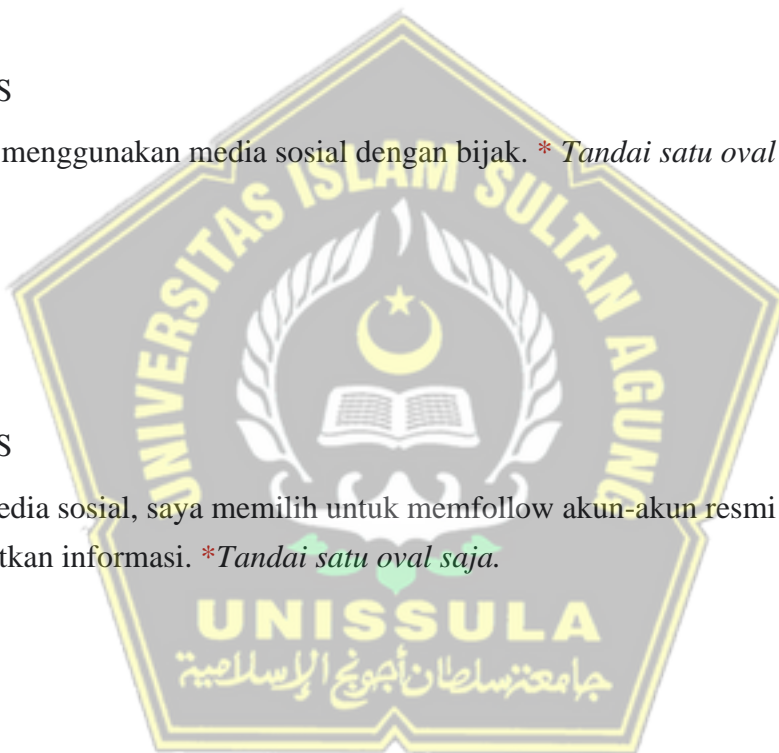 S
menggunakan media sosial dengan bijak. * Tandai satu oval
UNIVERSITAS ISLAM SULTAN AGUNG
S
edia sosial, saya memilih untuk memfollow akun-akun resmi
tkan informasi. *Tandai satu oval saja.
UNISSULA
جامعة سلطان أجونج الإسلامية